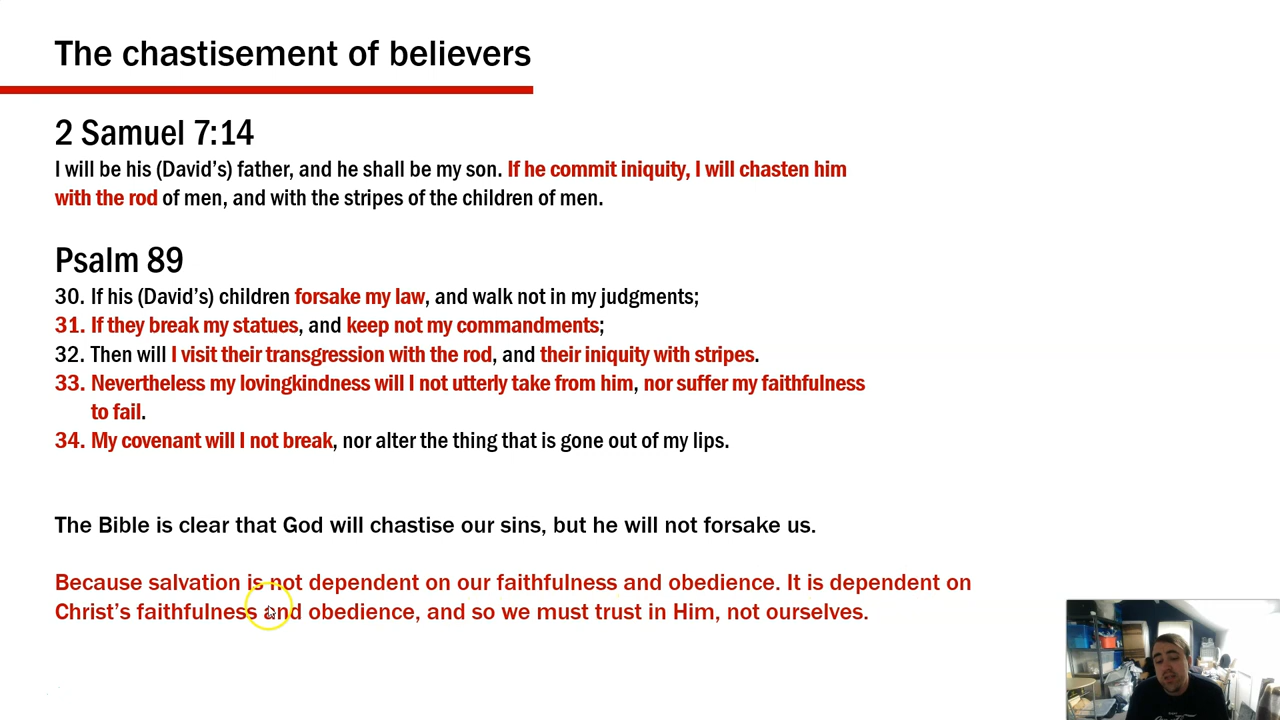 The chastisement of believers
2 Samuel 7:14
I will be his (David's) father, and he shall be my son. If he commit iniquity, I will chasten him
with the rod of men, and with the stripes of the children of men.
Psalm 89
30. If his (David's) children forsake my law, and walk not in my judgments;
31. If they break my statues, and keep not my commandments;
32. Then will I visit their transgression with the rod, and their iniquity with stripes.
33. Nevertheless my lovingkindness will I not utterly take from him, nor suffer my faithfulness
to fail.
34. My covenant will I not break, nor alter the thing that is gone out of my lips.
The Bible is clear that God will chastise our sins, but he will not forsake us.
Because salvation is not dependent on our faithfulness and obedience. It is dependent on
Christ's faithfulness and obedience, and so we must trust in Him, not ourselves.